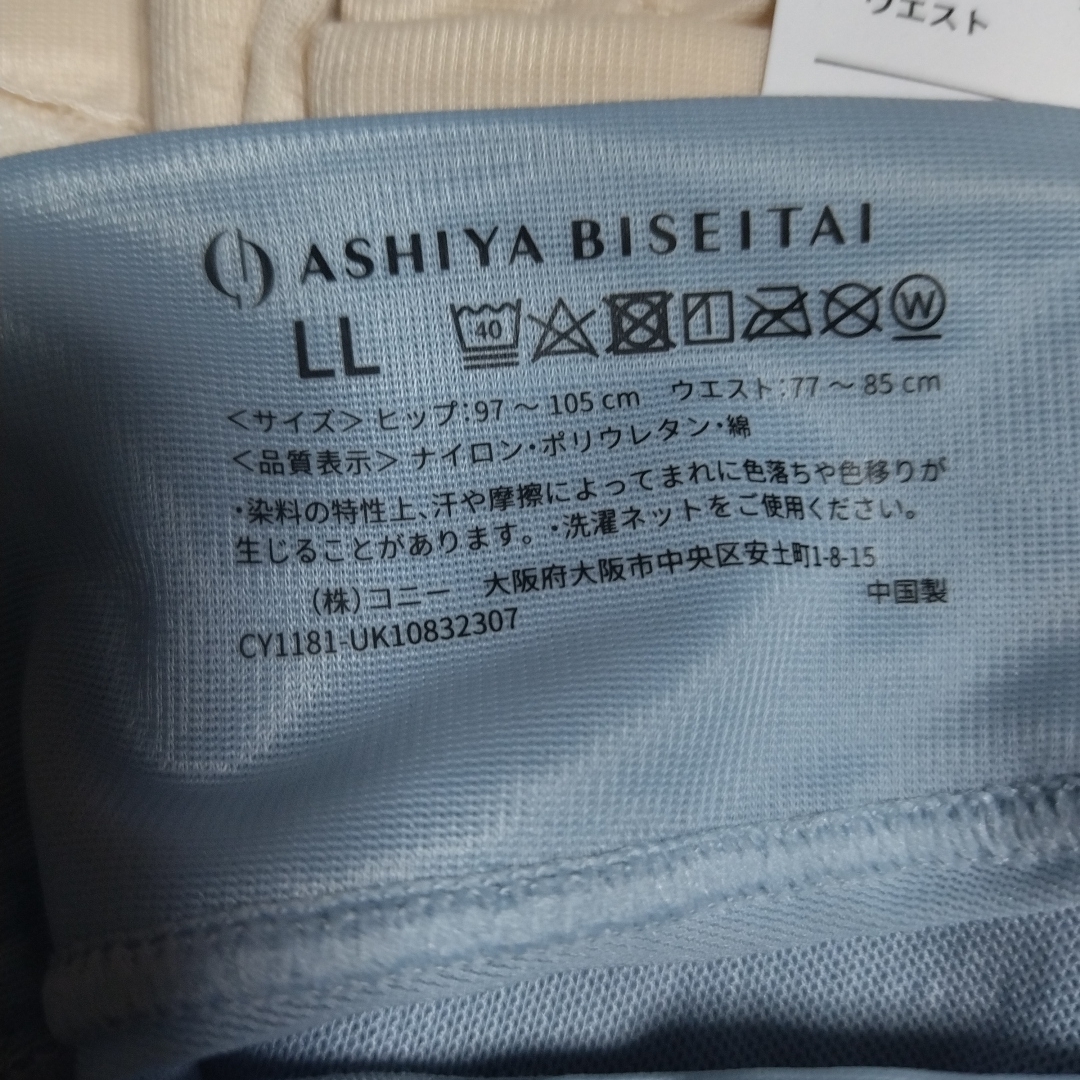 ウエスト
ASHIYA BISEITAI
LL 40 W
＜サイズ＞ヒップ：97 〜 105 cm ウエスト：77 〜 85 cm
＜品質表示＞ナイロン・ポリウレタン・綿
・染料の特性上、汗や摩擦によってまれに色落ちや色移りが
生じることがあります。・洗濯ネットをご使用ください。
（株）コニー 大阪府大阪市中央区安土町1-8-15
中国製
CY1181-UK10832307